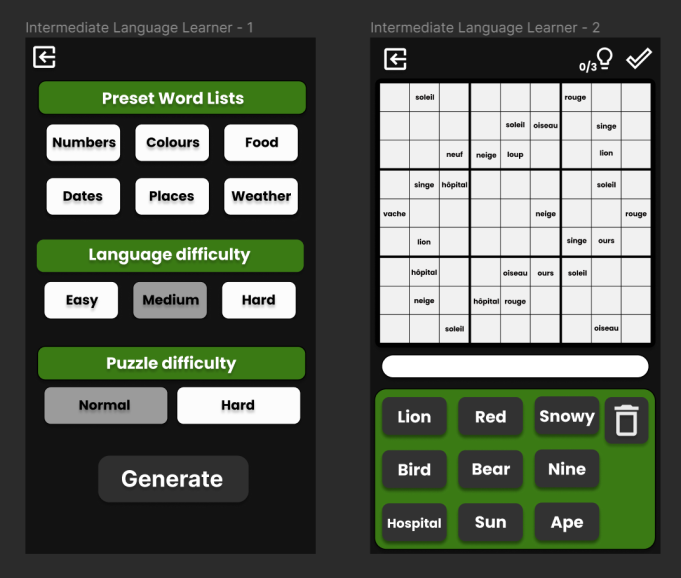 Intermediate Language Learner - 1
Preset Word Lists
Numbers Colours Food
Dates Places Weather
Language difficulty
Easy Medium Hard
Puzzle difficulty
Normal Hard
Generate
Intermediate Language Learner - 2
0/3
soleil rouge
soleil oiseau singe
neuf neige loup lion
singe hôpital soleil
vache neige rouge
lion singe ours
hôpital oiseau ours soleil
neige hôpital rouge
soleil oiseau
Lion Red Snowy
Bird Bear Nine
Hospital Sun Ape